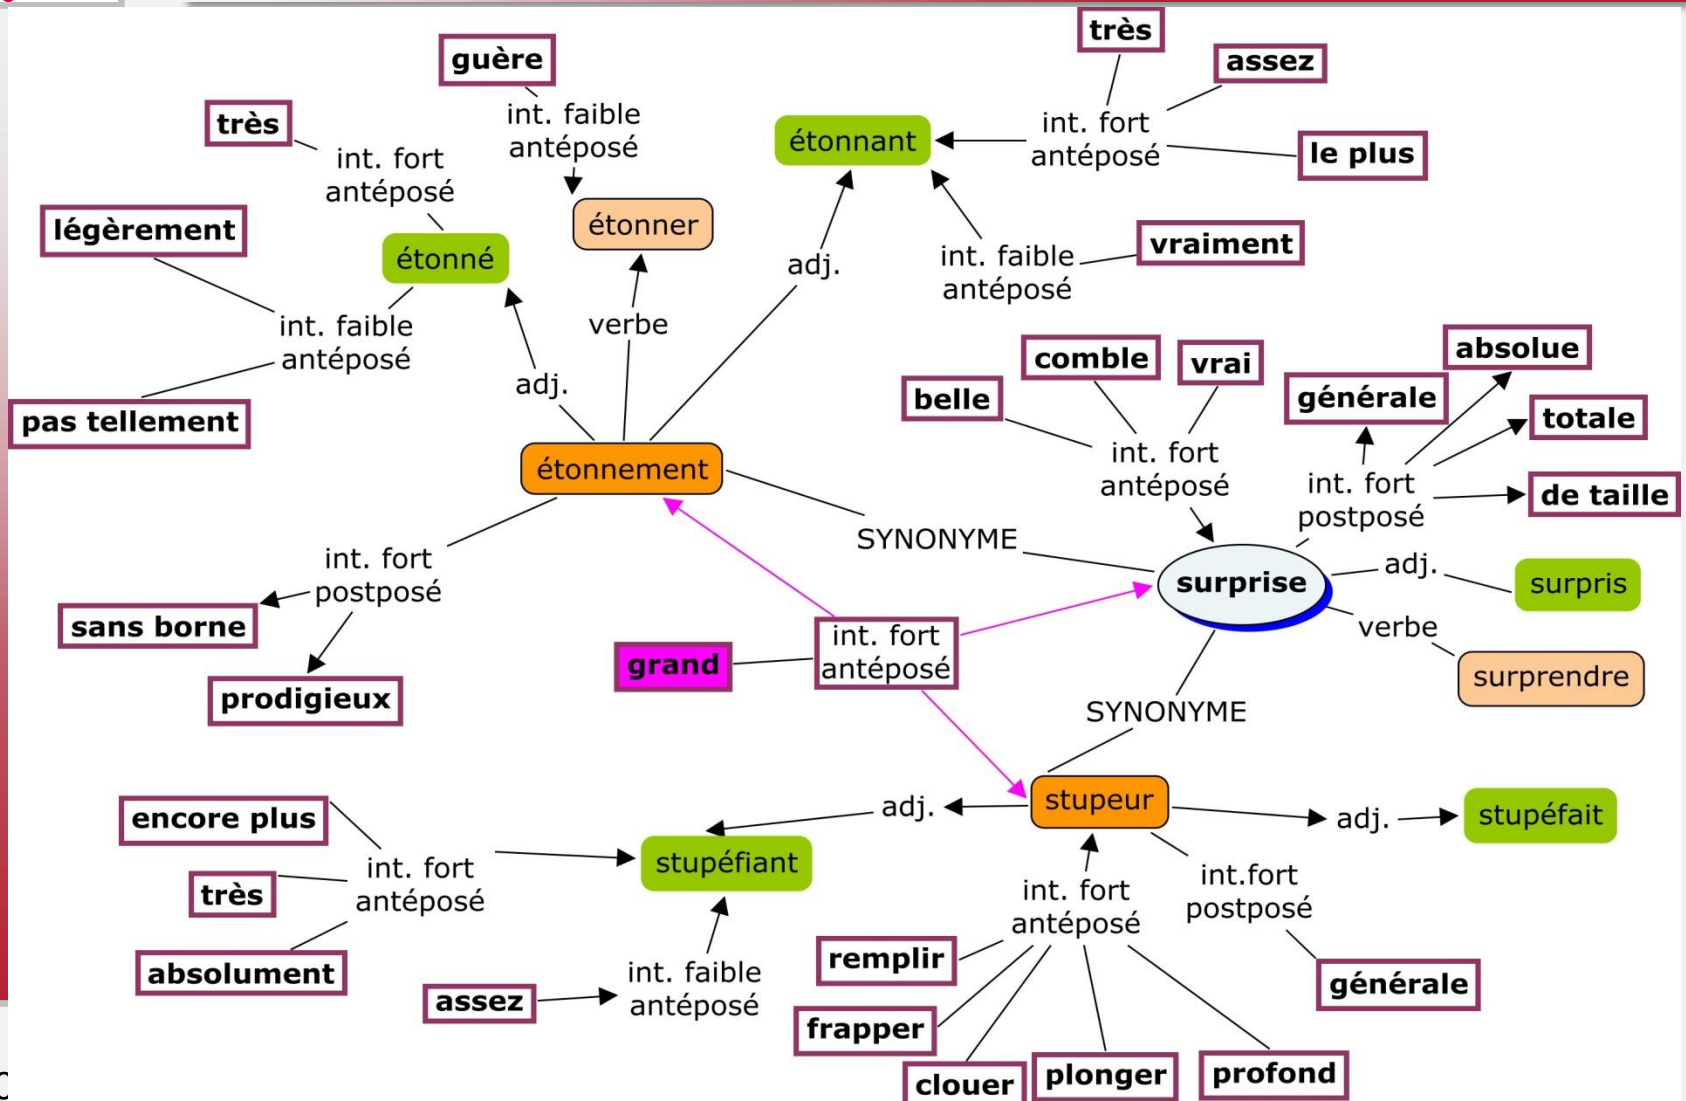 très
guère
assez
très
int. faible
antéposé
int. fort
antéposé
étonnant
le plus
int. fort
antéposé
légèrement
étonner
étonné
vraiment
int. faible
antéposé
adj.
verbe
int. faible
antéposé
adj.
pas tellement
absolue
comble
vrai
belle
générale
totale
int. fort
antéposé
int. fort
postposé
de taille
étonnement
SYNONYME
int. fort
postposé
sans borne
prodigieux
surprise
adj.
surpris
verbe
surprendre
grand
int. fort
antéposé
SYNONYME
encore plus
très
absolument
int. fort
antéposé
adj.
stupeur
adj.
stupéfait
stupéfiant
int. faible
antéposé
assez
int. fort
antéposé
int.fort
postposé
remplir
frapper
clouer
plonger
profond
générale